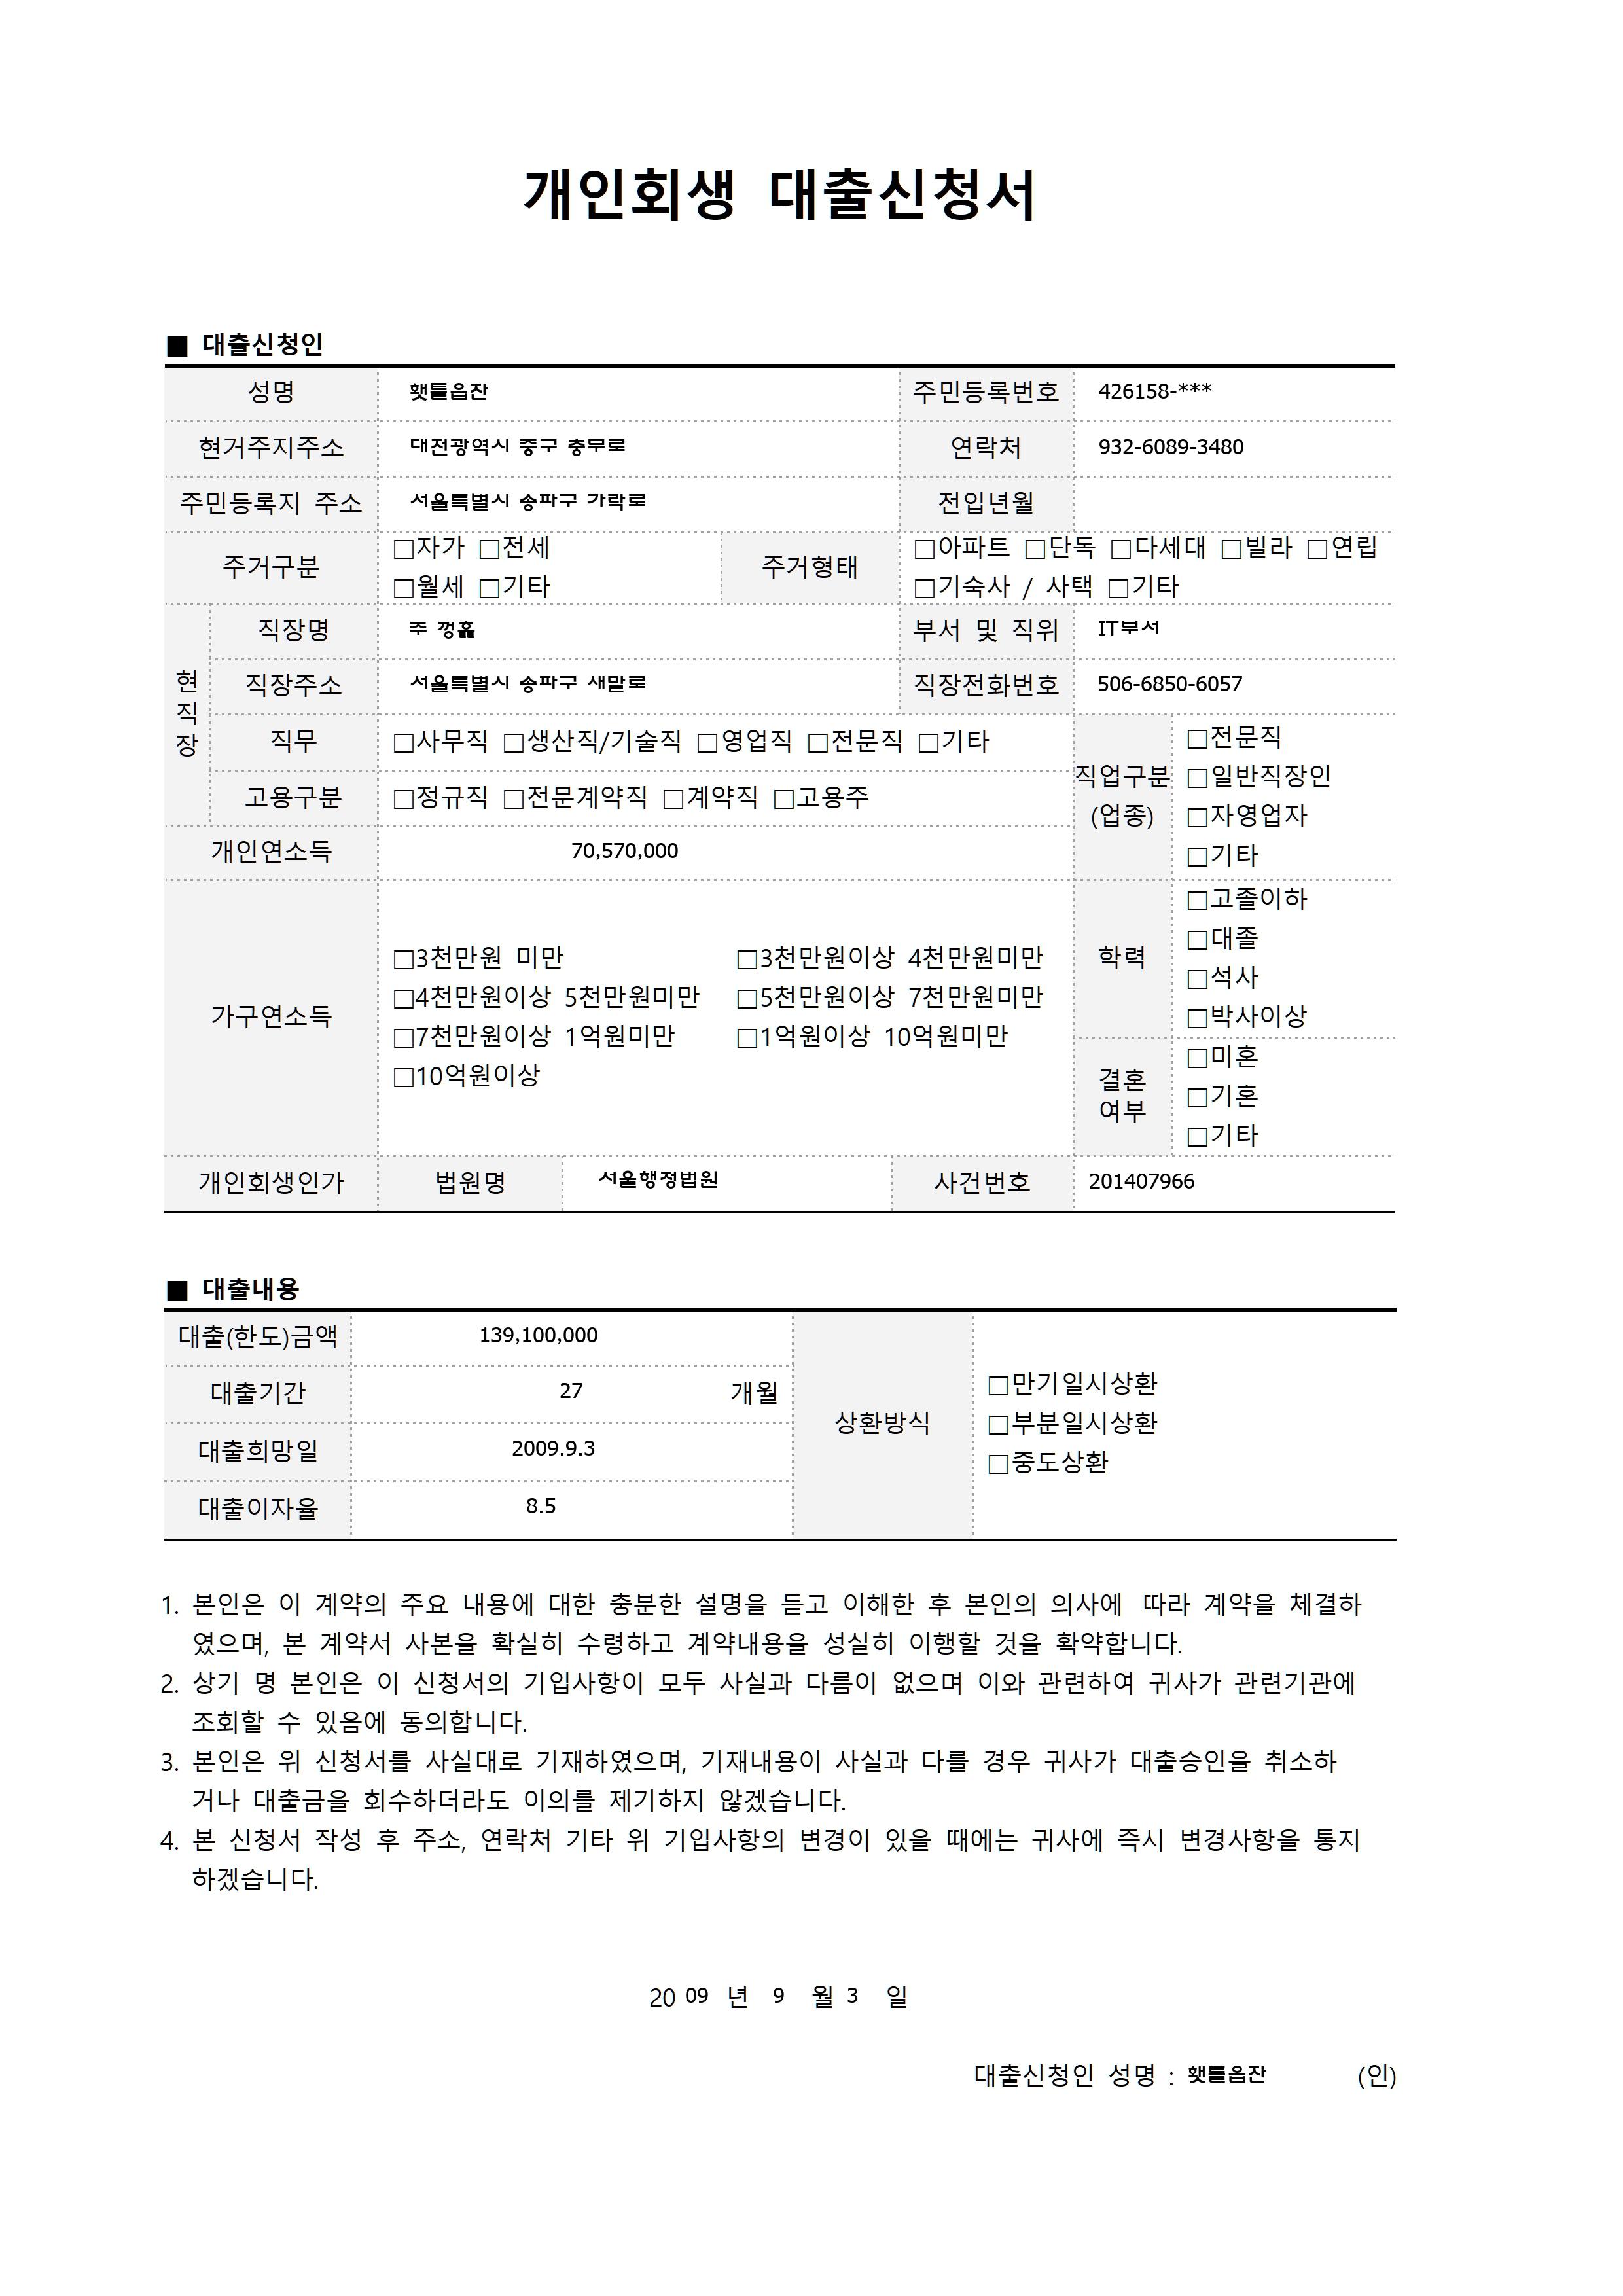 개인회생 대출신청서
■ 대출신청인
성명 햇틀읍잔 주민등록번호 426158-***
현거주지주소 대전광역시 중구 충무로 연락처 932-6089-3480
주민등록지 주소 서울특별시 송파구 가락로 전입년월
주거구분 □자가 □전세 주거형태 □아파트 □단독 □다세대 □빌라 □연립
□월세 □기타 □기숙사 / 사택 □기타
현직장
직장명 주 부서 및 직위 IT부서
직장주소 서울특별시 송파구 새말로 직장전화번호 506-6850-6057
직무 □사무직 □생산직/기술직 □영업직 □전문직 □기타
고용구분 □정규직 □전문계약직 □계약직 □고용주
직업구분
(업종)
□전문직
□일반직장인
□자영업자
□기타
개인연소득 70,570,000
가구연소득
□3천만원 미만 □3천만원이상 4천만원미만
□4천만원이상 5천만원미만 □5천만원이상 7천만원미만
□7천만원이상 1억원미만 □1억원이상 10억원미만
□10억원이상
학력
□고졸이하
□대졸
□석사
□박사이상
결혼
여부
□미혼
□기혼
□기타
개인회생인가 법원명 서울행정법원 사건번호 201407966
■ 대출내용
대출(한도)금액 139,100,000
대출기간 27 개월
대출희망일 2009.9.3
대출이자율 8.5
상환방식
□만기일시상환
□부분일시상환
□중도상환
1. 본인은 이 계약의 주요 내용에 대한 충분한 설명을 듣고 이해한 후 본인의 의사에 따라 계약을 체결하
였으며, 본 계약서 사본을 확실히 수령하고 계약내용을 성실히 이행할 것을 확약합니다.
2. 상기 명 본인은 이 신청서의 기입사항이 모두 사실과 다름이 없으며 이와 관련하여 귀사가 관련기관에
조회할 수 있음에 동의합니다.
3. 본인은 위 신청서를 사실대로 기재하였으며, 기재내용이 사실과 다를 경우 귀사가 대출승인을 취소하
거나 대출금을 회수하더라도 이의를 제기하지 않겠습니다.
4. 본 신청서 작성 후 주소, 연락처 기타 위 기입사항의 변경이 있을 때에는 귀사에 즉시 변경사항을 통지
하겠습니다.
20 09 년 9 월 3 일
대출신청인 성명 : 햇틀읍잔 (인)